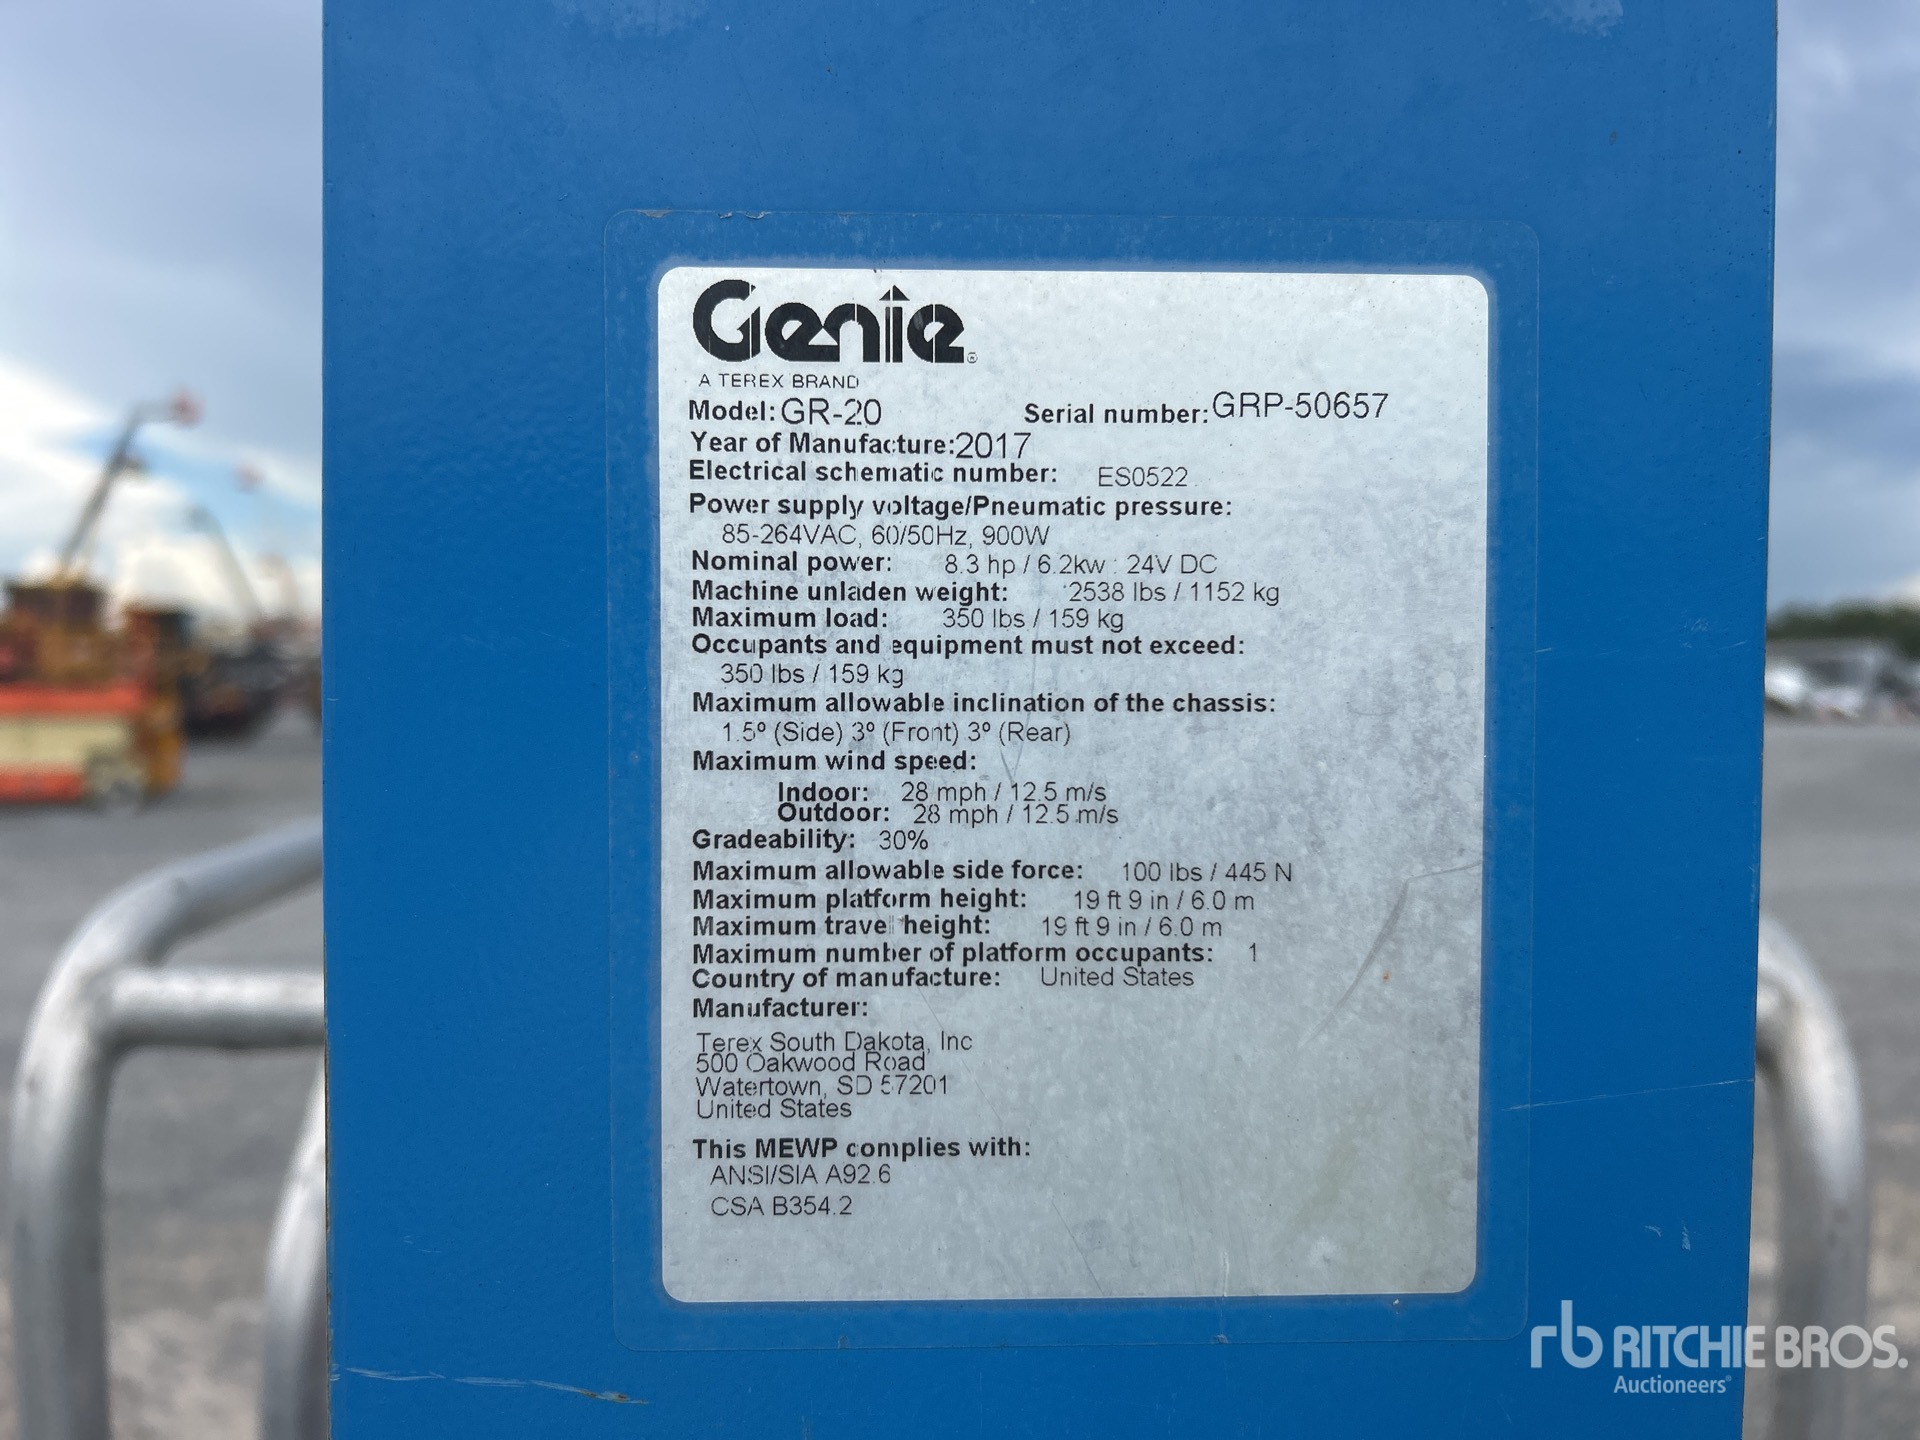 Genie®
A TEREX BRAND
Model: GR-20 Serial number: GRP-50657
Year of Manufacture: 2017
Electrical schematic number: ES0522
Power supply voltage/Pneumatic pressure:
85-264VAC, 60/50Hz, 900W
Nominal power: 8.3 hp / 6.2kw : 24V DC
Machine unladen weight: 2538 lbs / 1152 kg
Maximum load: 350 lbs / 159 kg
Occupants and equipment must not exceed:
350 lbs / 159 kg
Maximum allowable inclination of the chassis:
1.5º (Side) 3º (Front) 3º (Rear)
Maximum wind speed:
Indoor: 28 mph / 12.5 m/s
Outdoor: 28 mph / 12.5 m/s
Gradeability: 30%
Maximum allowable side force: 100 lbs / 445 N
Maximum platform height: 19 ft 9 in / 6.0 m
Maximum travel height: 19 ft 9 in / 6.0 m
Maximum number of platform occupants: 1
Country of manufacture: United States
Manufacturer:
Terex South Dakota, Inc
500 Oakwood Road
Watertown, SD 57201
United States
This MEWP complies with:
ANSI/SIA A92.6
CSA B354.2
rb RITCHIE BROS.
Auctioneers®